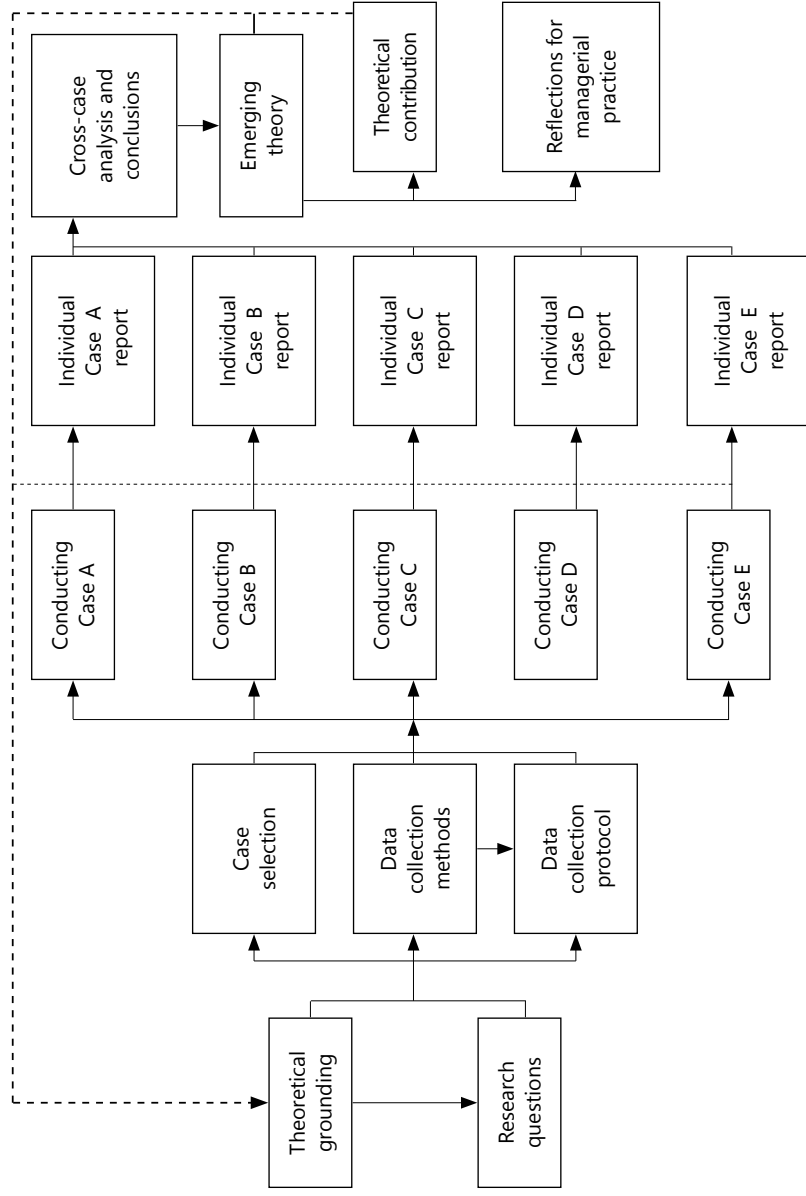 Theoretical
grounding
Research
questions
Case
selection
Data
collection
methods
Data
collection
protocol
Conducting
Case A
Conducting
Case B
Conducting
Case C
Conducting
Case D
Conducting
Case E
Individual
Case A
report
Individual
Case B
report
Individual
Case C
report
Individual
Case D
report
Individual
Case E
report
Cross-case
analysis and
conclusions
Emerging
theory
Theoretical
contribution
Reflections for
managerial
practice